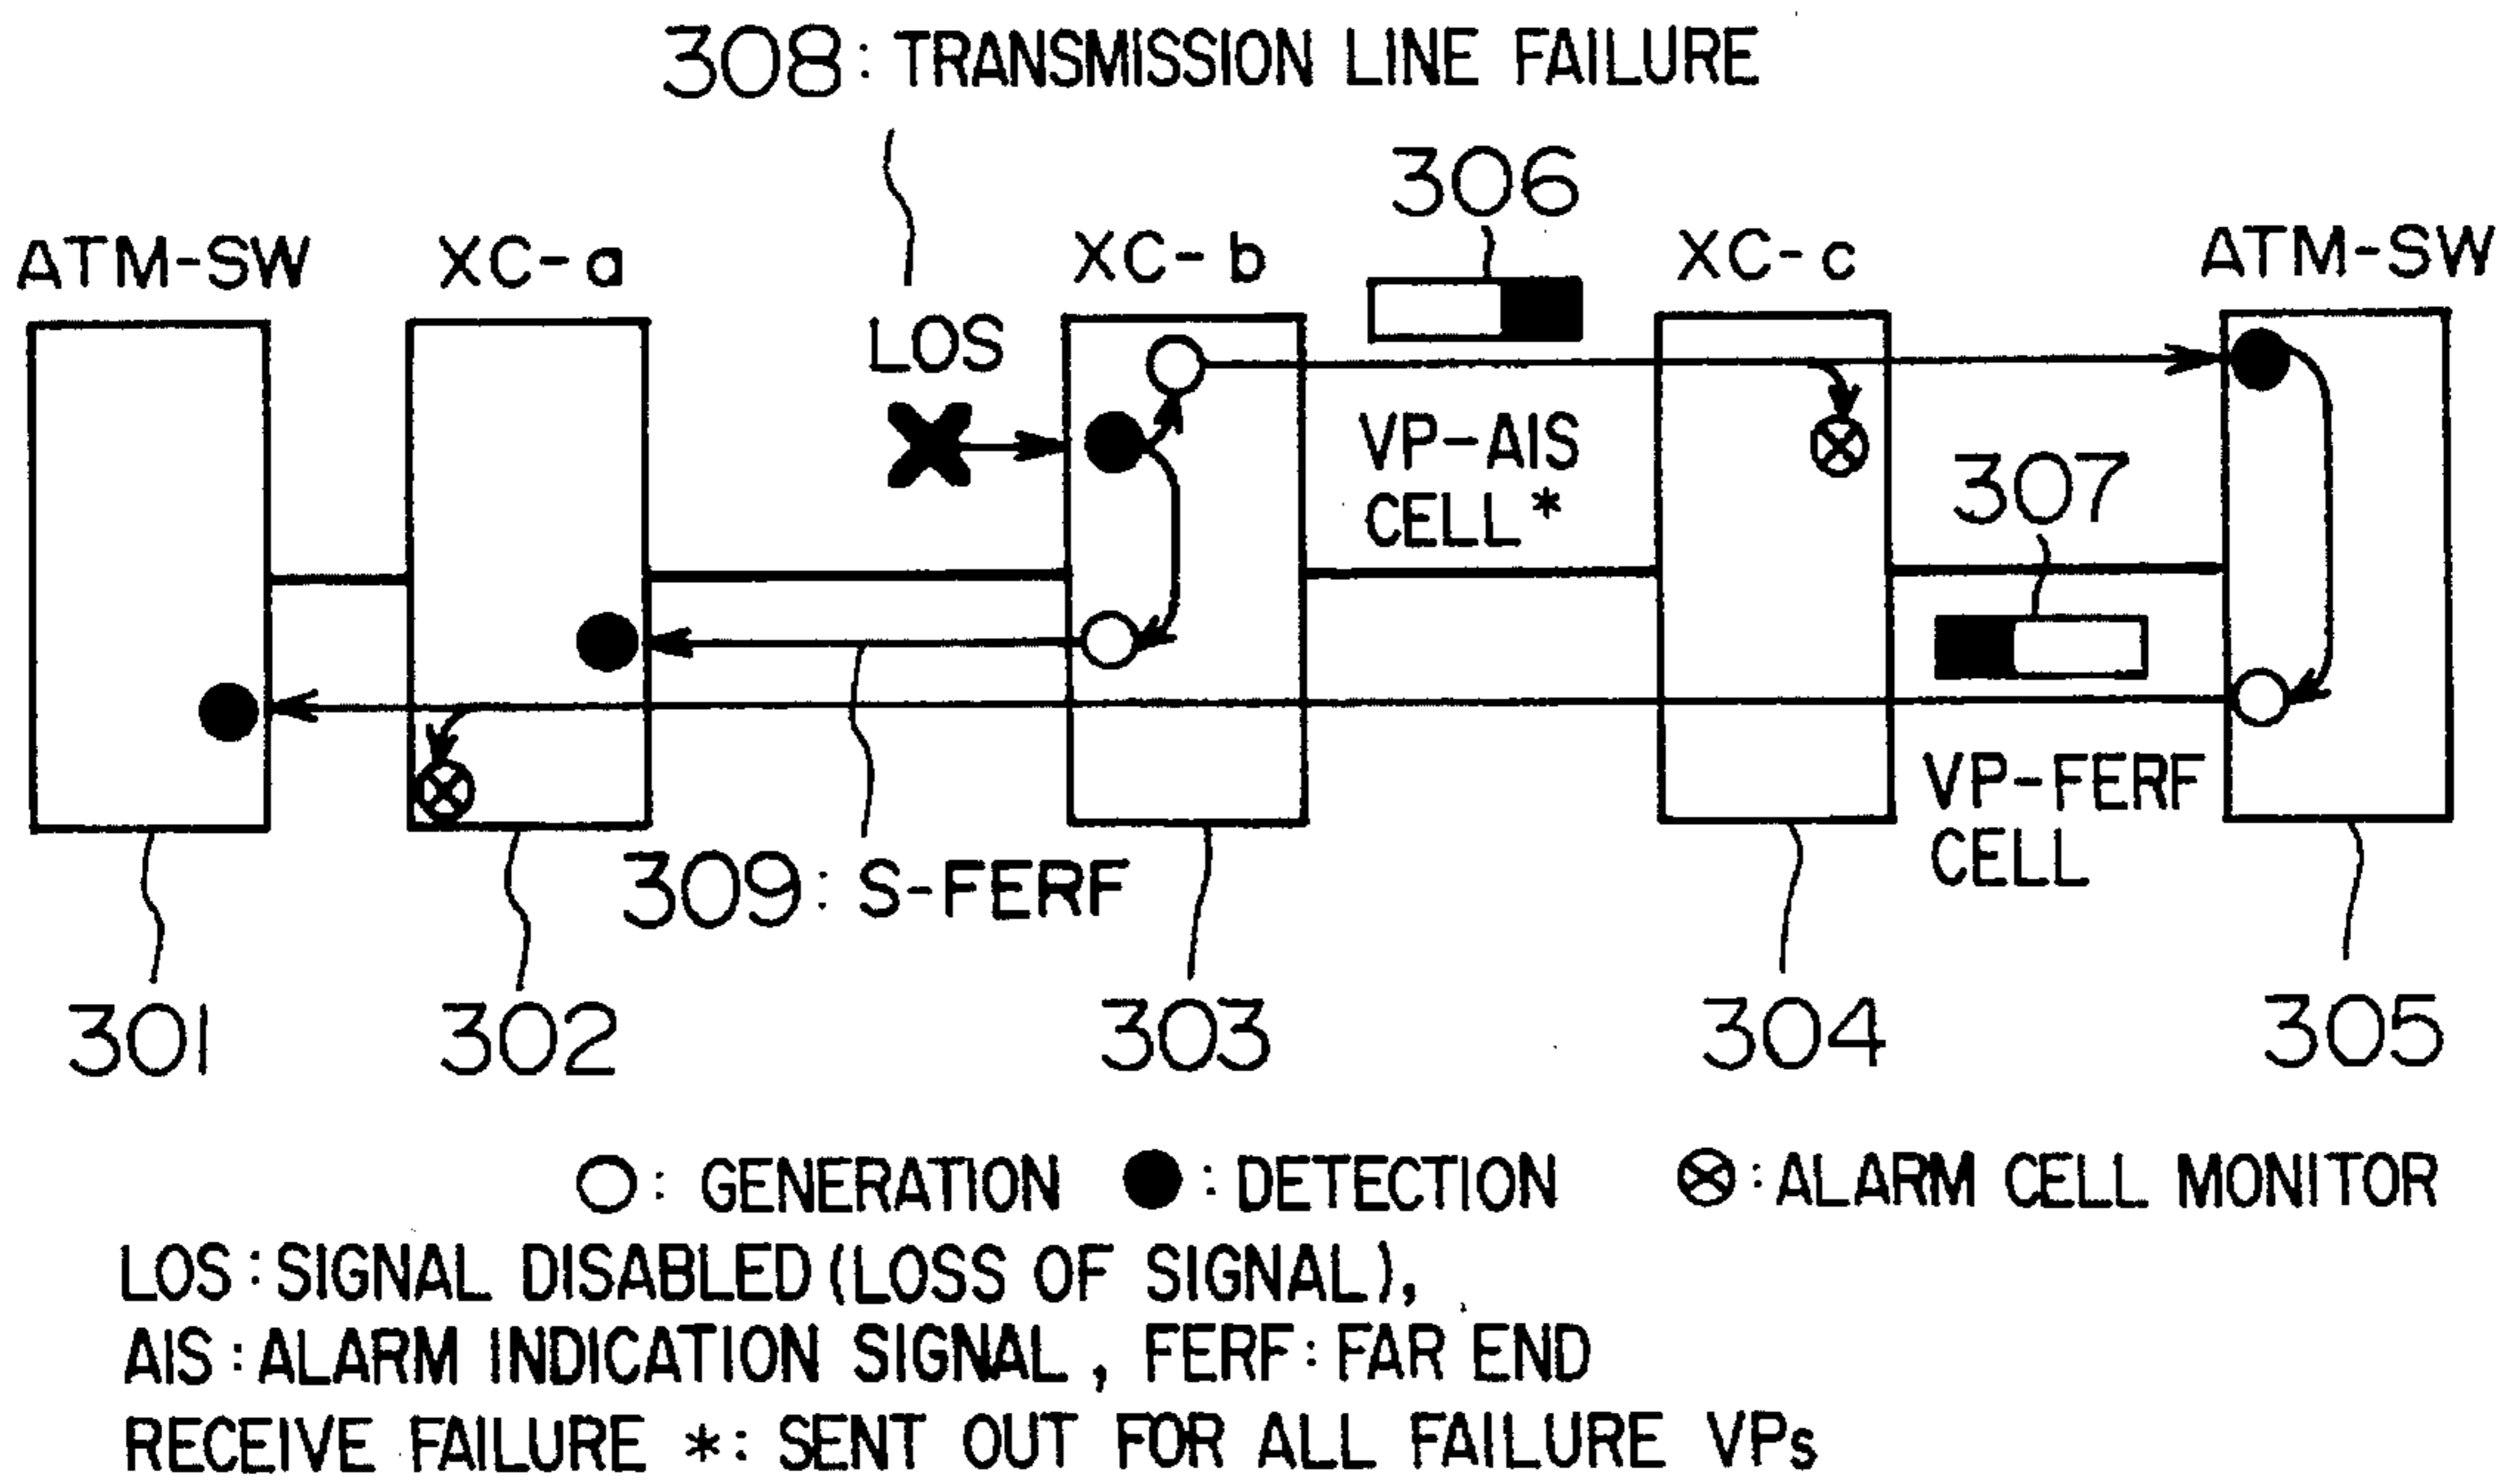 308: TRANSMISSION LINE FAILURE
306
ATM-SW XC-a XC-b XC-c ATM-SW
LOS
VP-AIS
CELL*
307
VP-FERF
CELL
309: S-FERF
301 302 303 304 305
○: GENERATION ●: DETECTION ⊗: ALARM CELL MONITOR
LOS: SIGNAL DISABLED (LOSS OF SIGNAL),
AIS: ALARM INDICATION SIGNAL, FERF: FAR END
RECEIVE FAILURE *: SENT OUT FOR ALL FAILURE VPs